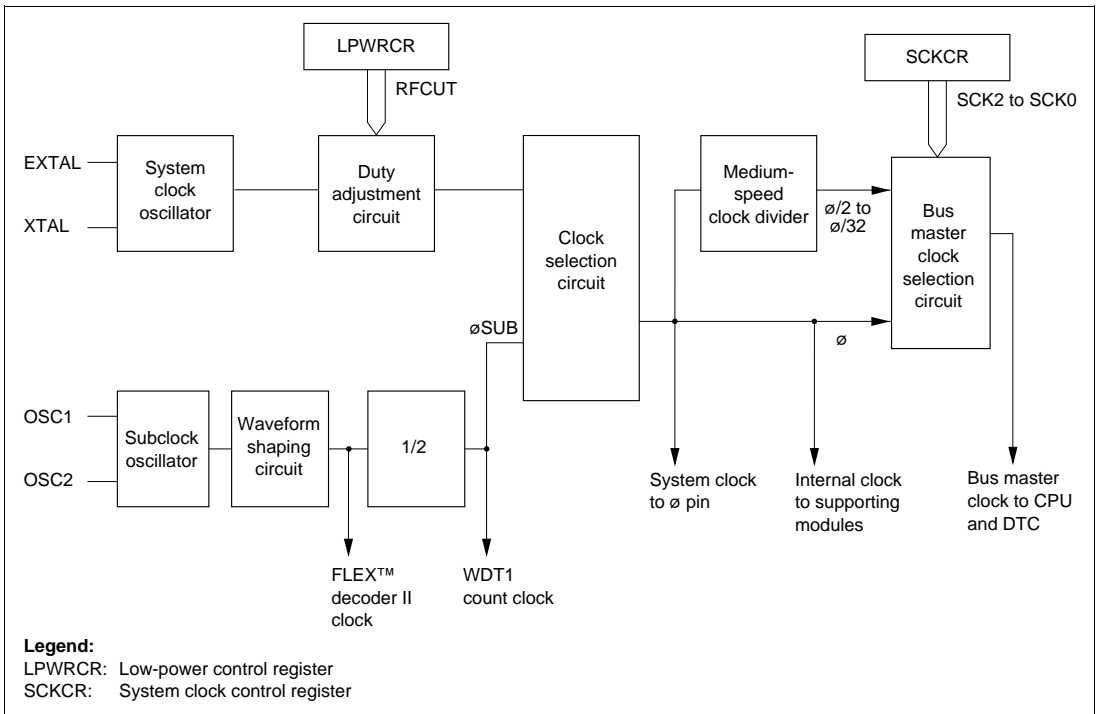 LPWRCR
RFCUT
SCKCR
SCK2 to SCK0
EXTAL
XTAL
System
clock
oscillator
Duty
adjustment
circuit
Clock
selection
circuit
Medium-
speed
clock divider
ø/2 to
ø/32
Bus
master
clock
selection
circuit
ø
øSUB
OSC1
OSC2
Subclock
oscillator
Waveform
shaping
circuit
1/2
System clock
to ø pin
Internal clock
to supporting
modules
Bus master
clock to CPU
and DTC
FLEX™
decoder II
clock
WDT1
count clock
Legend:
LPWRCR: Low-power control register
SCKCR: System clock control register